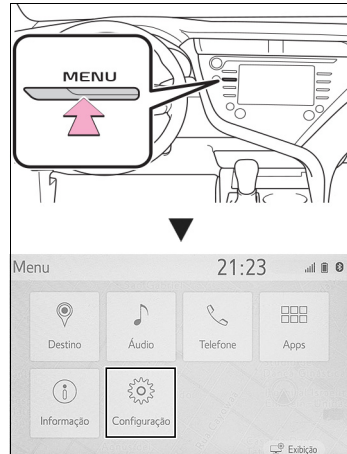 MENU
Menu 21:23
Destino Áudio Telefone Apps
Informação Configuração
Exibição